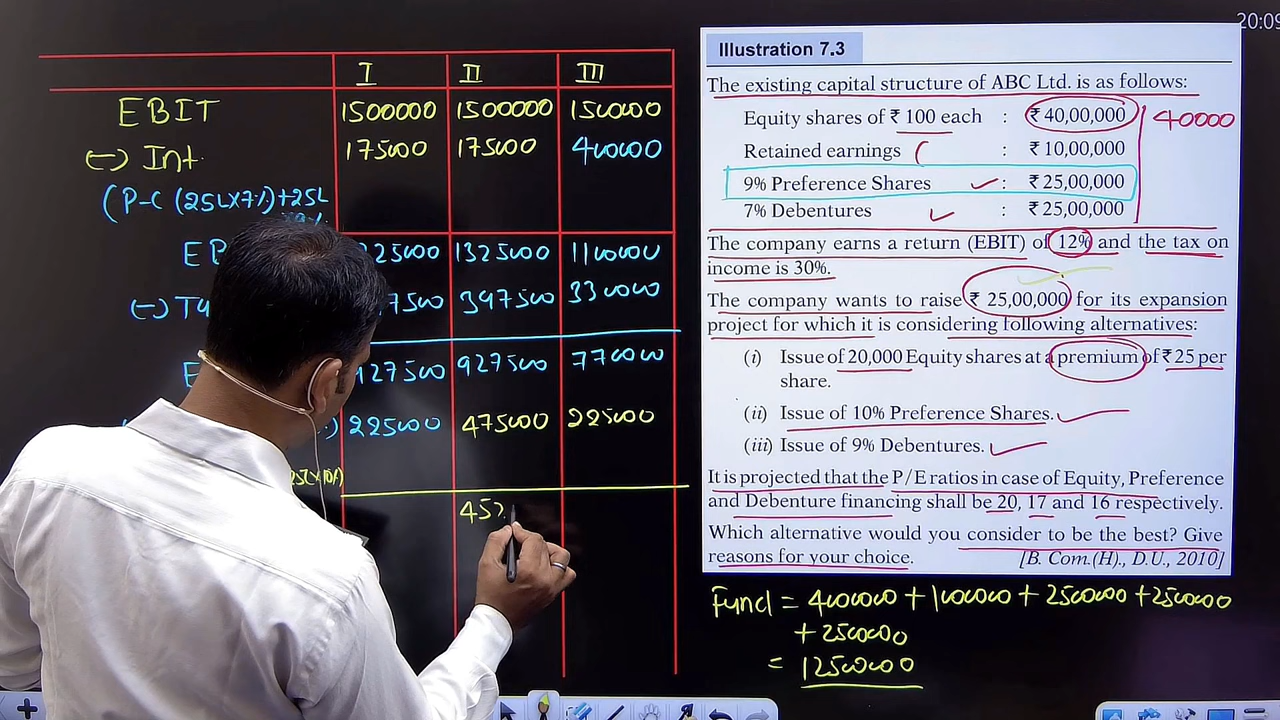 20:09
I II III
EBIT 1500000 1500000 1500000
(-) Int. 175000 175000 400000
(P-C (25L×7%)+25L
EB 225000 1325000 1100000
(-) T 7500 397500 330000
E 927500 927500 770000
225000 475000 225000
25L×10%)
45
Illustration 7.3
The existing capital structure of ABC Ltd. is as follows:
Equity shares of ₹ 100 each : ₹ 40,00,000 40000
Retained earnings : ₹ 10,00,000
9% Preference Shares : ₹ 25,00,000
7% Debentures : ₹ 25,00,000
The company earns a return (EBIT) of 12% and the tax on
income is 30%.
The company wants to raise ₹ 25,00,000 for its expansion
project for which it is considering following alternatives:
(i) Issue of 20,000 Equity shares at a premium of ₹ 25 per
share.
(ii) Issue of 10% Preference Shares.
(iii) Issue of 9% Debentures.
It is projected that the P/E ratios in case of Equity, Preference
and Debenture financing shall be 20, 17 and 16 respectively.
Which alternative would you consider to be the best? Give
reasons for your choice. [B. Com.(H)., D.U., 2010]
Fund = 4000000 + 1000000 + 2500000 + 2500000
+ 2500000
= 12500000